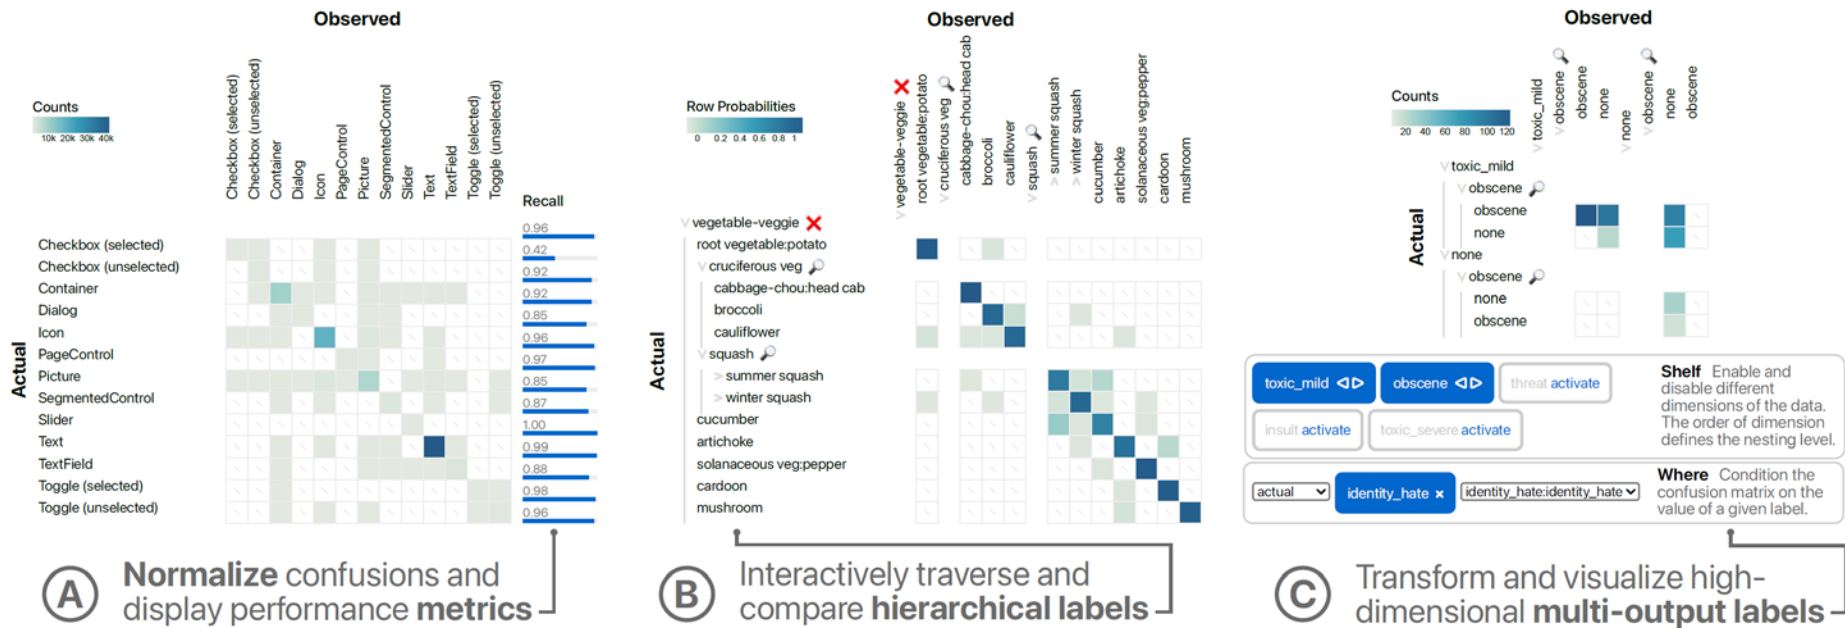 Observed
Counts
10k 20k 30k 40k
Checkbox (selected)
Checkbox (unselected)
Container
Dialog
Icon
PageControl
Picture
SegmentedControl
Slider
Text
TextField
Toggle (selected)
Toggle (unselected)
Recall
Actual
Checkbox (selected)
0.96
Checkbox (unselected)
0.42
Container
0.92
Dialog
0.92
Icon
0.85
PageControl
0.96
Picture
0.97
SegmentedControl
0.85
Slider
0.87
Text
1.00
TextField
0.99
Toggle (selected)
0.88
Toggle (unselected)
0.98
0.96
A
Normalize confusions and
display performance metrics
Observed
Row Probabilities
0 0.2 0.4 0.6 0.8 1
vegetable-veggie
root vegetable:potato
cruciferous veg
cabbage-chou:head cab
broccoli
cauliflower
squash
summer squash
winter squash
cucumber
artichoke
solanaceous veg:pepper
cardoon
mushroom
Actual
vegetable-veggie
root vegetable:potato
cruciferous veg
cabbage-chou:head cab
broccoli
cauliflower
squash
summer squash
winter squash
cucumber
artichoke
solanaceous veg:pepper
cardoon
mushroom
B
Interactively traverse and
compare hierarchical labels
Observed
Counts
20 40 60 80 100 120
toxic_mild
obscene
obscene
none
none
obscene
none
obscene
Actual
toxic_mild
obscene
obscene
none
none
obscene
none
obscene
toxic_mild
obscene
threat activate
insult activate
toxic_severe activate
Shelf Enable and
disable different
dimensions of the data.
The order of dimension
defines the nesting level.
actual
identity_hate ×
identity_hate:identity_hate
Where Condition the
confusion matrix on the
value of a given label.
C
Transform and visualize high-
dimensional multi-output labels